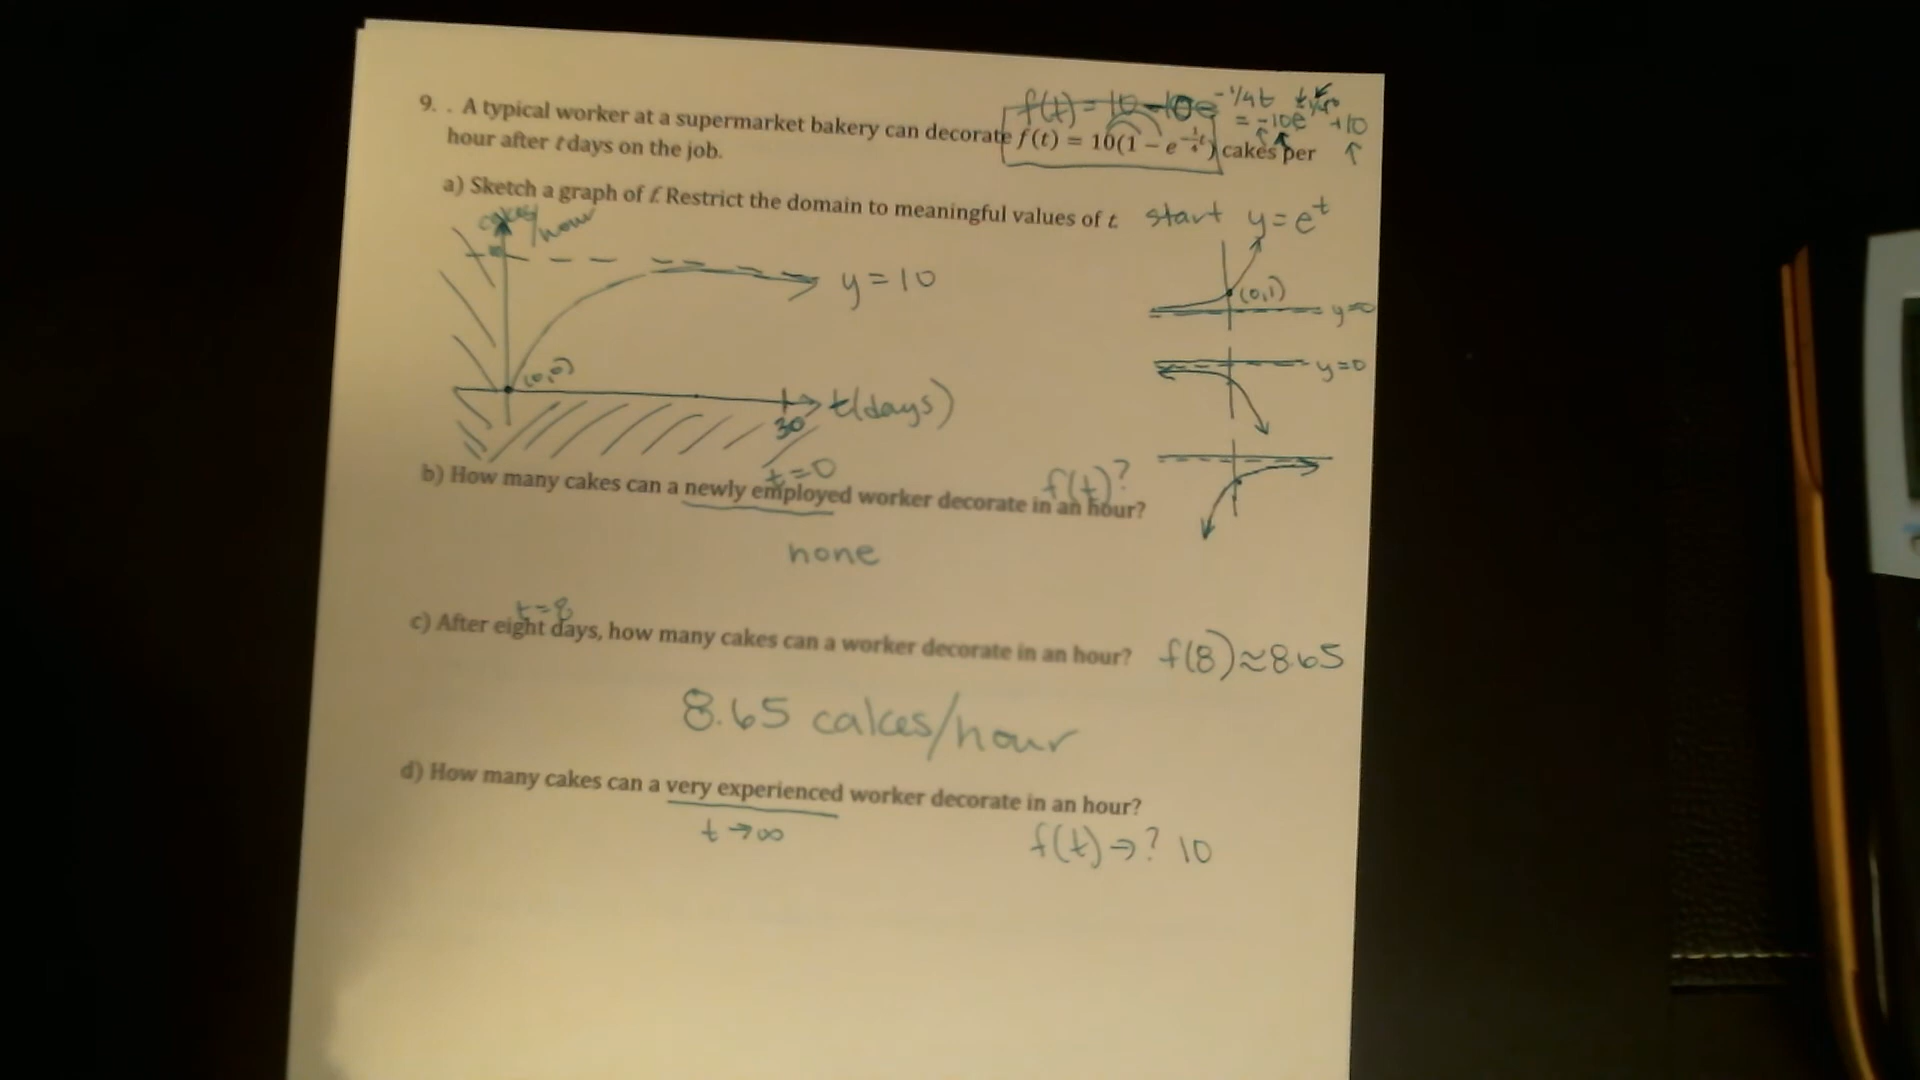 f(t) = 10 - 10e^-1/4t
= -10e +10
9. . A typical worker at a supermarket bakery can decorate f(t) = 10(1 - e^-1/4t) cakes per
hour after t days on the job.
a) Sketch a graph of f. Restrict the domain to meaningful values of t.
start y = e^t
cakes/hour
y = 10
(0,1)
y=0
(0,0)
y=0
t(days)
30
t=0
f(t)?
b) How many cakes can a newly employed worker decorate in an hour?
none
t=8
c) After eight days, how many cakes can a worker decorate in an hour? f(8)≈8.65
8.65 cakes/hour
d) How many cakes can a very experienced worker decorate in an hour?
t→∞ f(t)→? 10